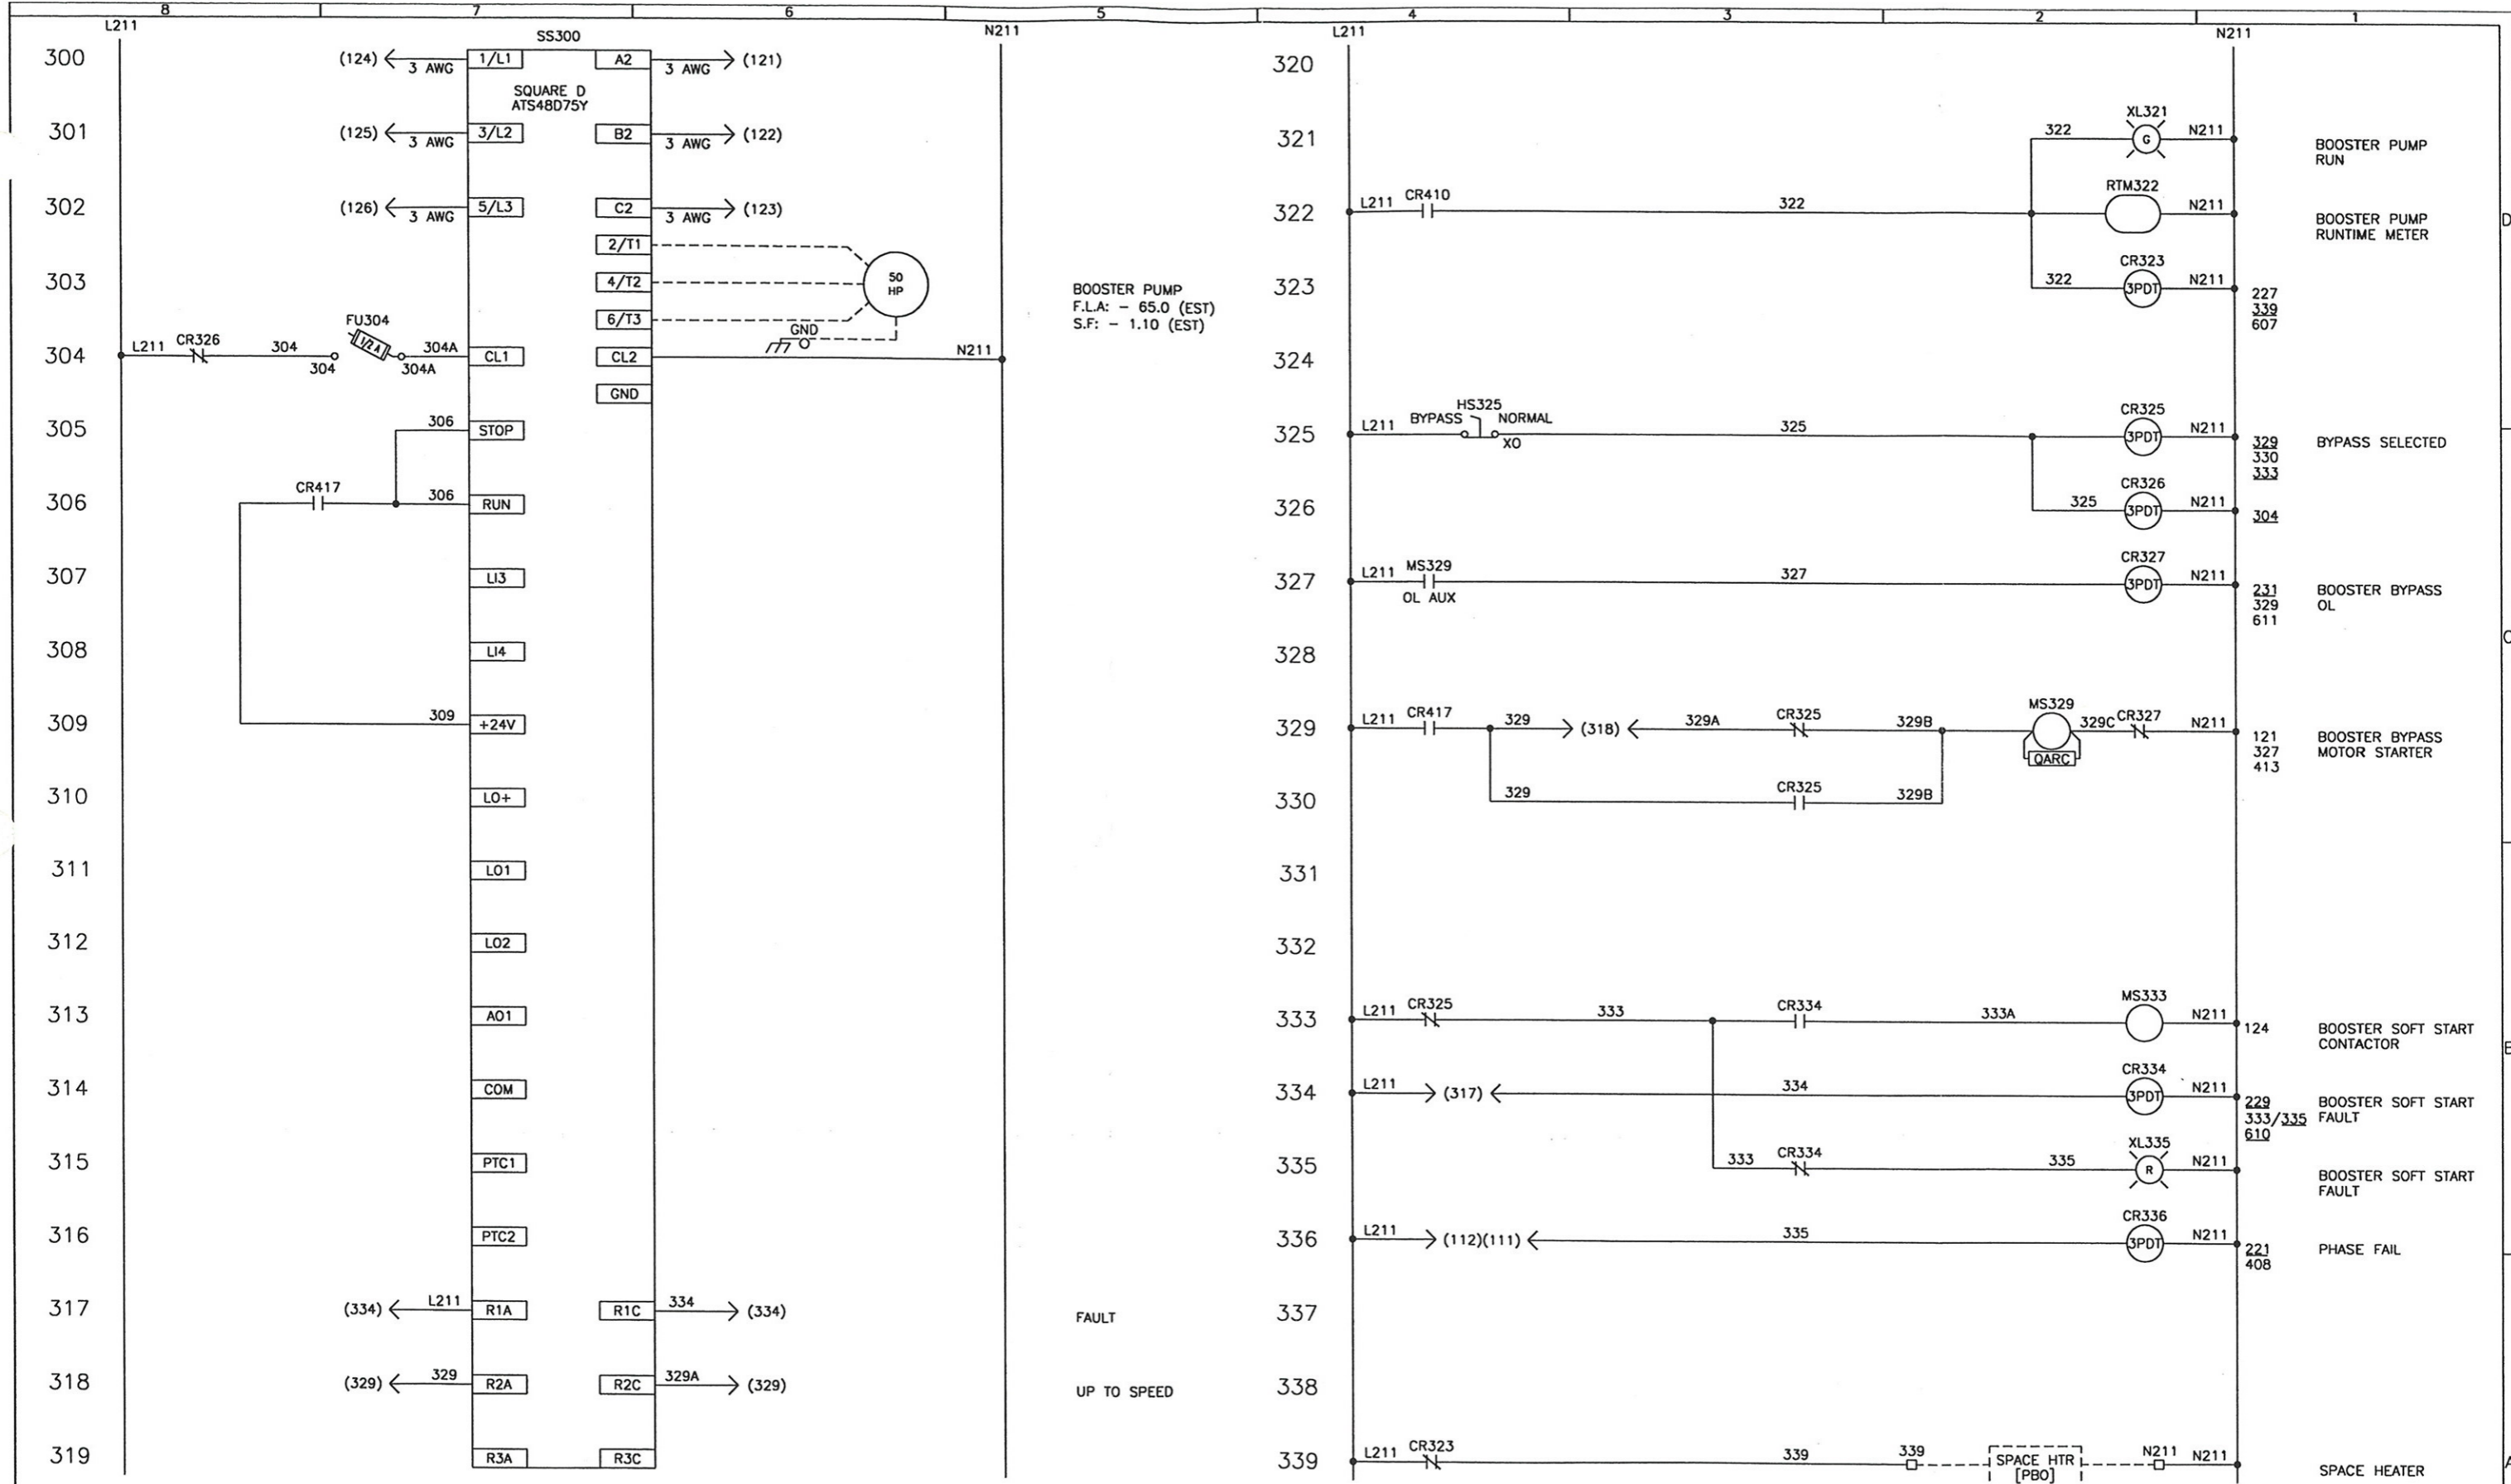 8 7 6 5 4 3 2 1
L211 SS300 N211
300 (124) 3 AWG 1/L1 A2 3 AWG (121)
SQUARE D
ATS48D75Y
301 (125) 3 AWG 3/L2 B2 3 AWG (122)
302 (126) 3 AWG 5/L3 C2 3 AWG (123)
2/T1
303 4/T2 50 HP
BOOSTER PUMP
F.L.A: - 65.0 (EST)
S.F: - 1.10 (EST)
6/T3
FU304 GND
304 L211 CR326 304 304 1/2 A 304A 304A CL1 CL2 N211
GND
305 306 STOP
306 CR417 306 RUN
307 LI3
308 LI4
309 309 +24V
310 LO+
311 LO1
312 LO2
313 AO1
314 COM
315 PTC1
316 PTC2
317 (334) L211 R1A R1C 334 (334) FAULT
318 (329) 329 R2A R2C 329A (329) UP TO SPEED
319 R3A R3C
L211 N211
320
XL321
321 322 G N211 BOOSTER PUMP
RUN
RTM322
322 L211 CR410 322 N211 BOOSTER PUMP
RUNTIME METER
CR323
323 322 3PDT N211
227
339
607
324
HS325 CR325
325 L211 BYPASS NORMAL XO 325 3PDT N211 BYPASS SELECTED
329
330
333
CR326
326 325 3PDT N211
304
CR327
327 L211 MS329 OL AUX 327 3PDT N211 BOOSTER BYPASS
OL
231
329
611
328
MS329
329 L211 CR417 329 (318) 329A CR325 329B QARC 329C CR327 N211 BOOSTER BYPASS
MOTOR STARTER
121
327
413
330 329 CR325 329B
331
332
MS333
333 L211 CR325 333 CR334 333A N211 124 BOOSTER SOFT START
CONTACTOR
CR334
334 L211 (317) 334 3PDT N211 BOOSTER SOFT START
FAULT
229
333/335
610
XL335
335 333 CR334 335 R N211 BOOSTER SOFT START
FAULT
CR336
336 L211 (112)(111) 335 3PDT N211 PHASE FAIL
221
408
337
338
339 L211 CR323 339 339 SPACE HTR
[PBO] N211 N211 SPACE HEATER
D
C